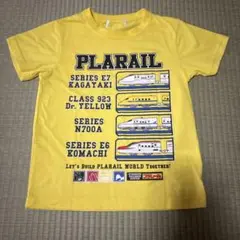 PLARAIL
SERIES E7
KAGAYAKI
CLASS 923
Dr. YELLOW
SERIES
N700A
SERIES E6
KOMACHI
LET'S BUILD PLARAIL WORLD TOGETHER!